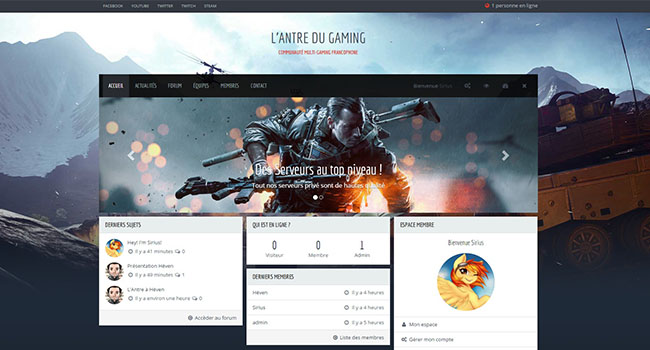 FACEBOOK YOUTUBE TWITTER TWITCH STEAM
1 personne en ligne
L'ANTRE DU GAMING
COMMUNAUTÉ MULTI-GAMING FRANCOPHONE
ACCUEIL ACTUALITÉS FORUM ÉQUIPES MEMBRES CONTACT
Bienvenue Sirius
Des Serveurs au top niveau !
Tout nos serveurs privé sont de hautes qualité
DERNIERS SUJETS
Hey! I'm Sirius!
Il y a 41 minutes 0
Présentation Héven
Il y a 49 minutes 1
L'Antre à Héven
Il y a environ une heure 0
Accéder au forum
QUI EST EN LIGNE ?
0 0 1
Visiteur Membre Admin
DERNIERS MEMBRES
Héven Il y a 4 heures
Sirius Il y a 4 heures
admin Il y a 5 heures
Liste des membres
ESPACE MEMBRE
Bienvenue Sirius
Mon espace
Gérer mon compte